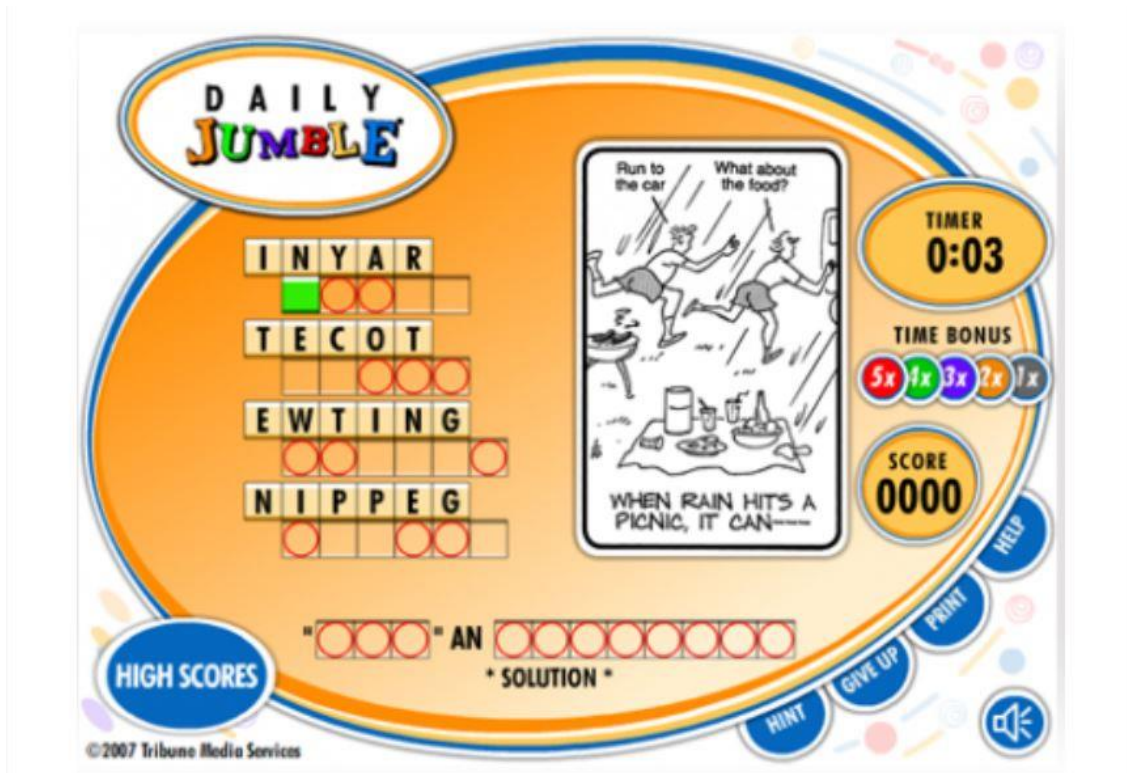 DAILY
JUMBLE
Run to
the car
What about
the food?
TIMER
0:03
INYAR
TECOT
TIME BONUS
5x 4x 3x 2x 1x
EWTING
SCORE
0000
NIPPEG
WHEN RAIN HITS A
PICNIC, IT CAN---
HELP
PRINT
GIVE UP
HINT
" " AN
* SOLUTION *
HIGH SCORES
©2007 Tribune Media Services